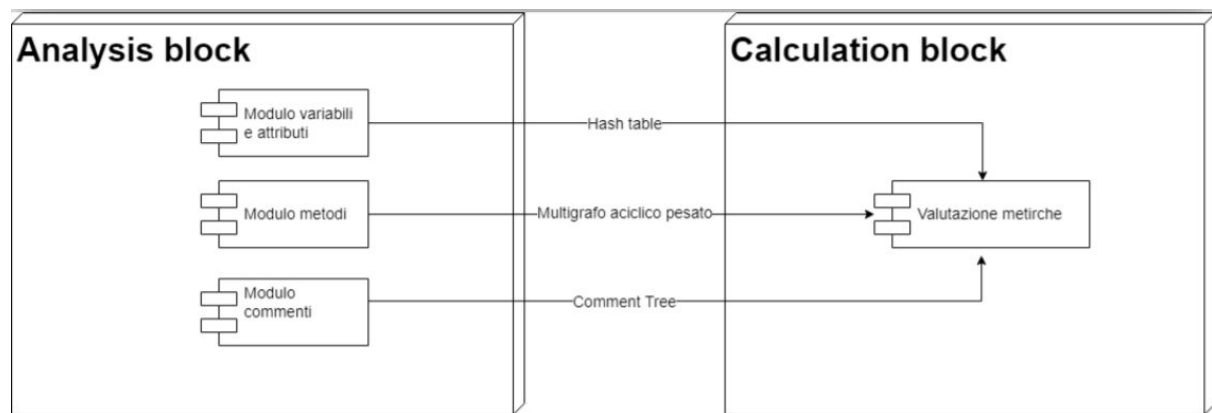 Analysis block
Calculation block
Modulo variabili
e attributi
Hash table
Modulo metodi
Multigrafo aciclico pesato
Valutazione metirche
Modulo
commenti
Comment Tree